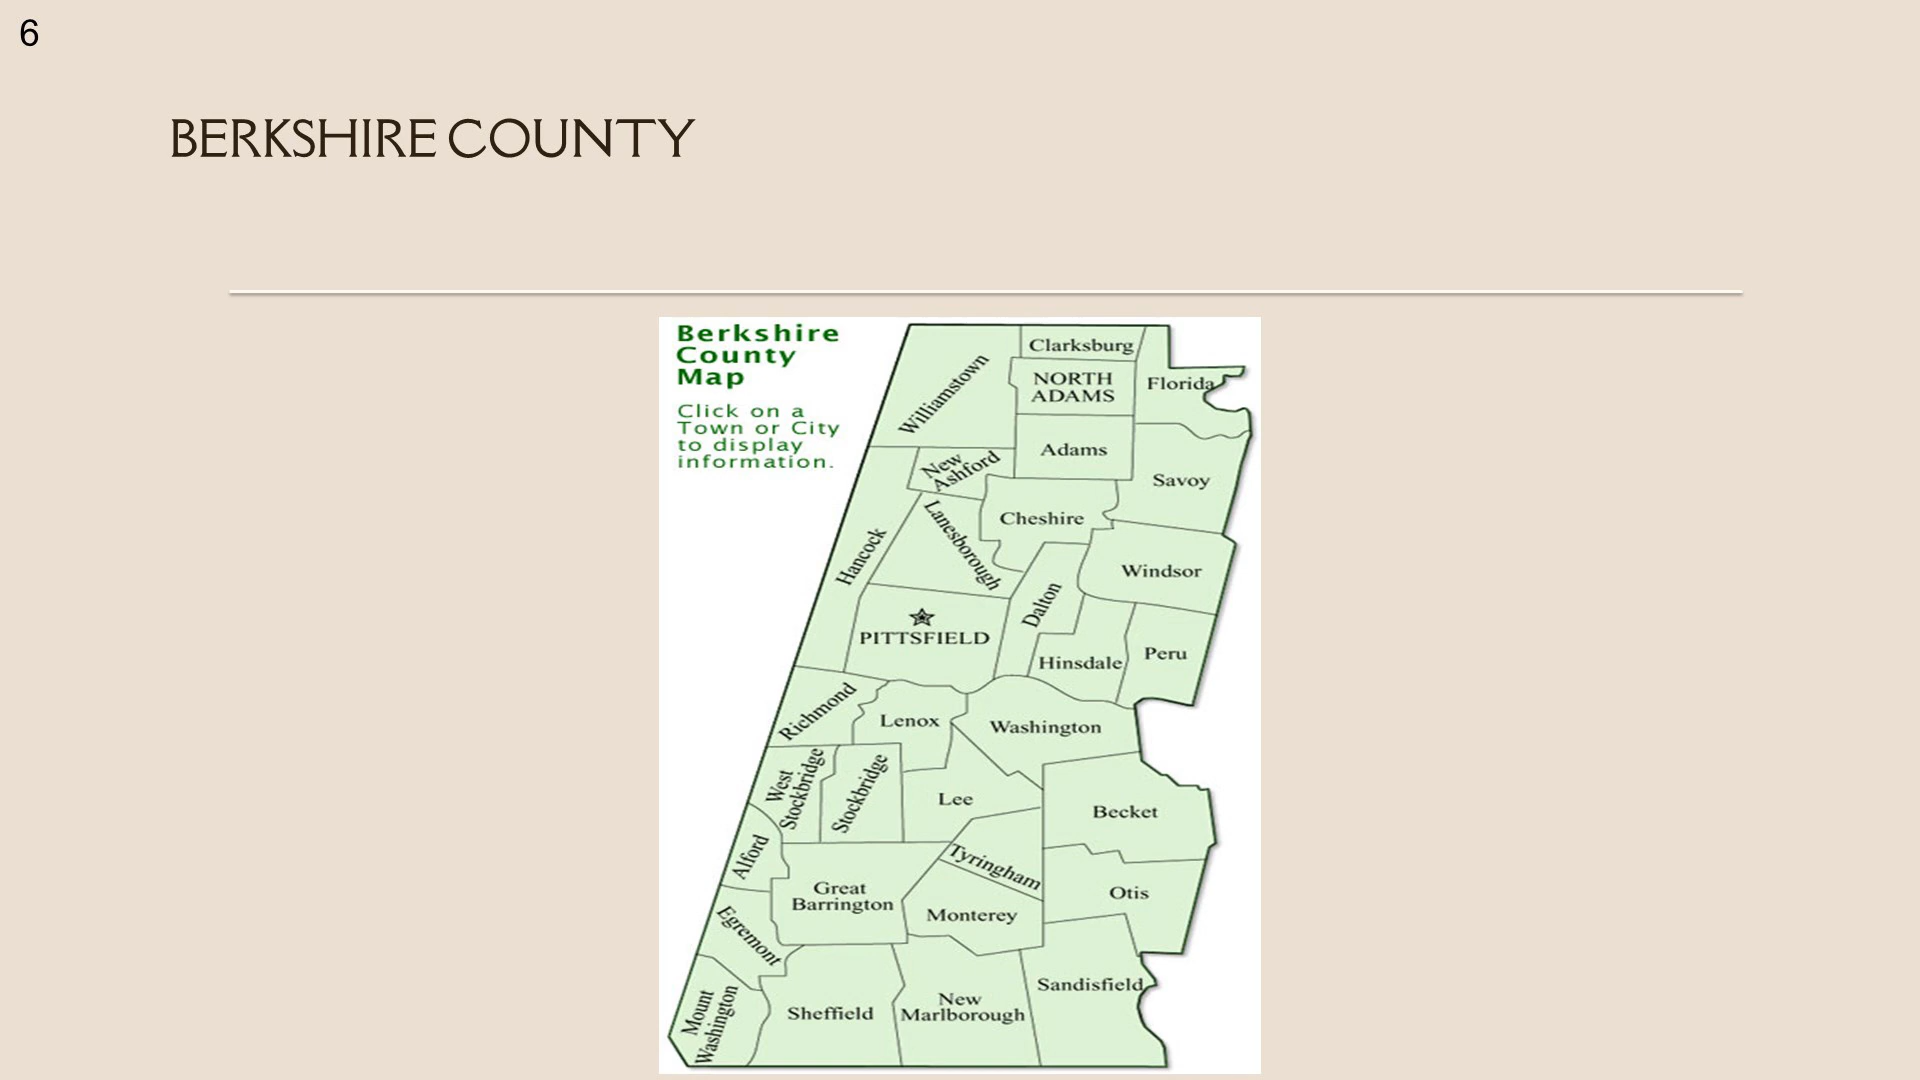 6
BERKSHIRE COUNTY
Berkshire
County
Map
Click on a
Town or City
to display
information.
Clarksburg
Williamstown
NORTH
ADAMS
Florida
Adams
New
Ashford
Savoy
Lanesborough
Cheshire
Hancock
Windsor
Dalton
PITTSFIELD
Hinsdale
Peru
Richmond
Lenox
Washington
West
Stockbridge
Stockbridge
Lee
Becket
Alford
Tyringham
Great
Barrington
Otis
Monterey
Egremont
Sandisfield
Mount
Washington
Sheffield
New
Marlborough